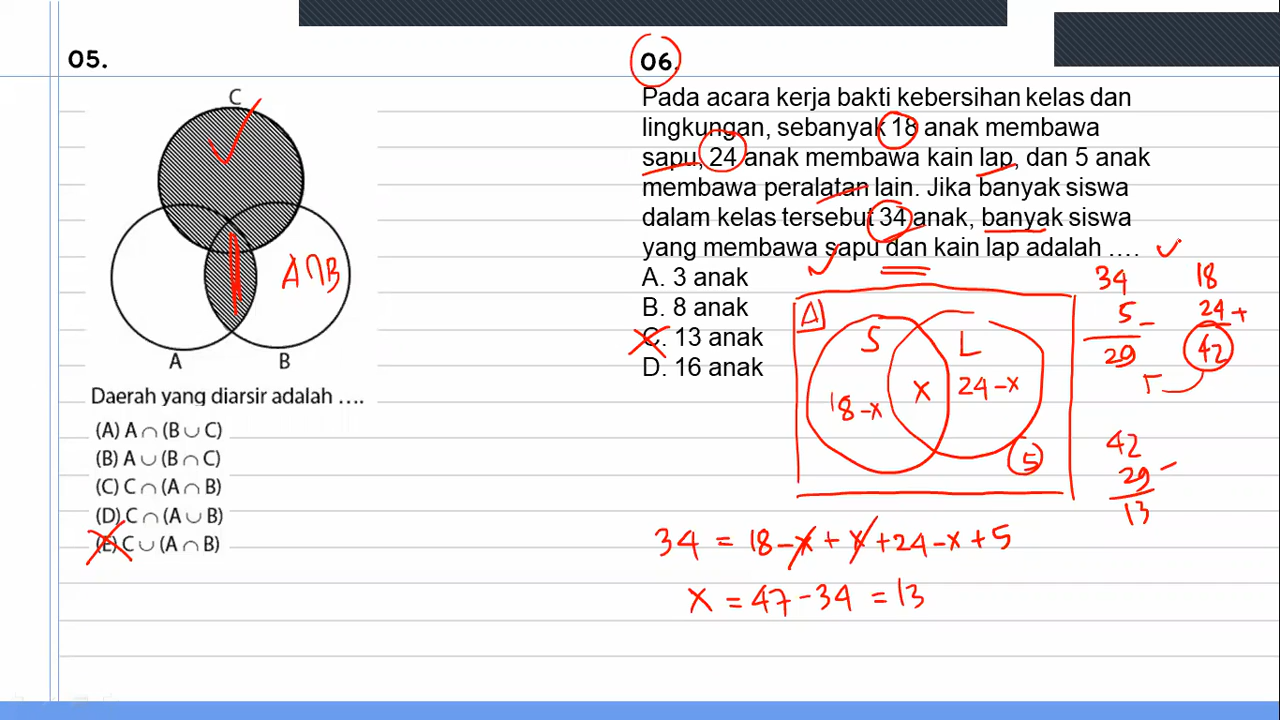 05.
C
A∩B
A
B
Daerah yang diarsir adalah ....
(A) A ∩ (B ∪ C)
(B) A ∪ (B ∩ C)
(C) C ∩ (A ∩ B)
(D) C ∩ (A ∪ B)
(E) C ∪ (A ∩ B)
06.
Pada acara kerja bakti kebersihan kelas dan
lingkungan, sebanyak 18 anak membawa
sapu, 24 anak membawa kain lap, dan 5 anak
membawa peralatan lain. Jika banyak siswa
dalam kelas tersebut 34 anak, banyak siswa
yang membawa sapu dan kain lap adalah ....
A. 3 anak
B. 8 anak
C. 13 anak
D. 16 anak
S
L
18-x
x
24-x
5
34
5 -
29
18
24 +
42
42
29 -
13
34 = 18-x + x + 24-x + 5
x = 47-34 = 13